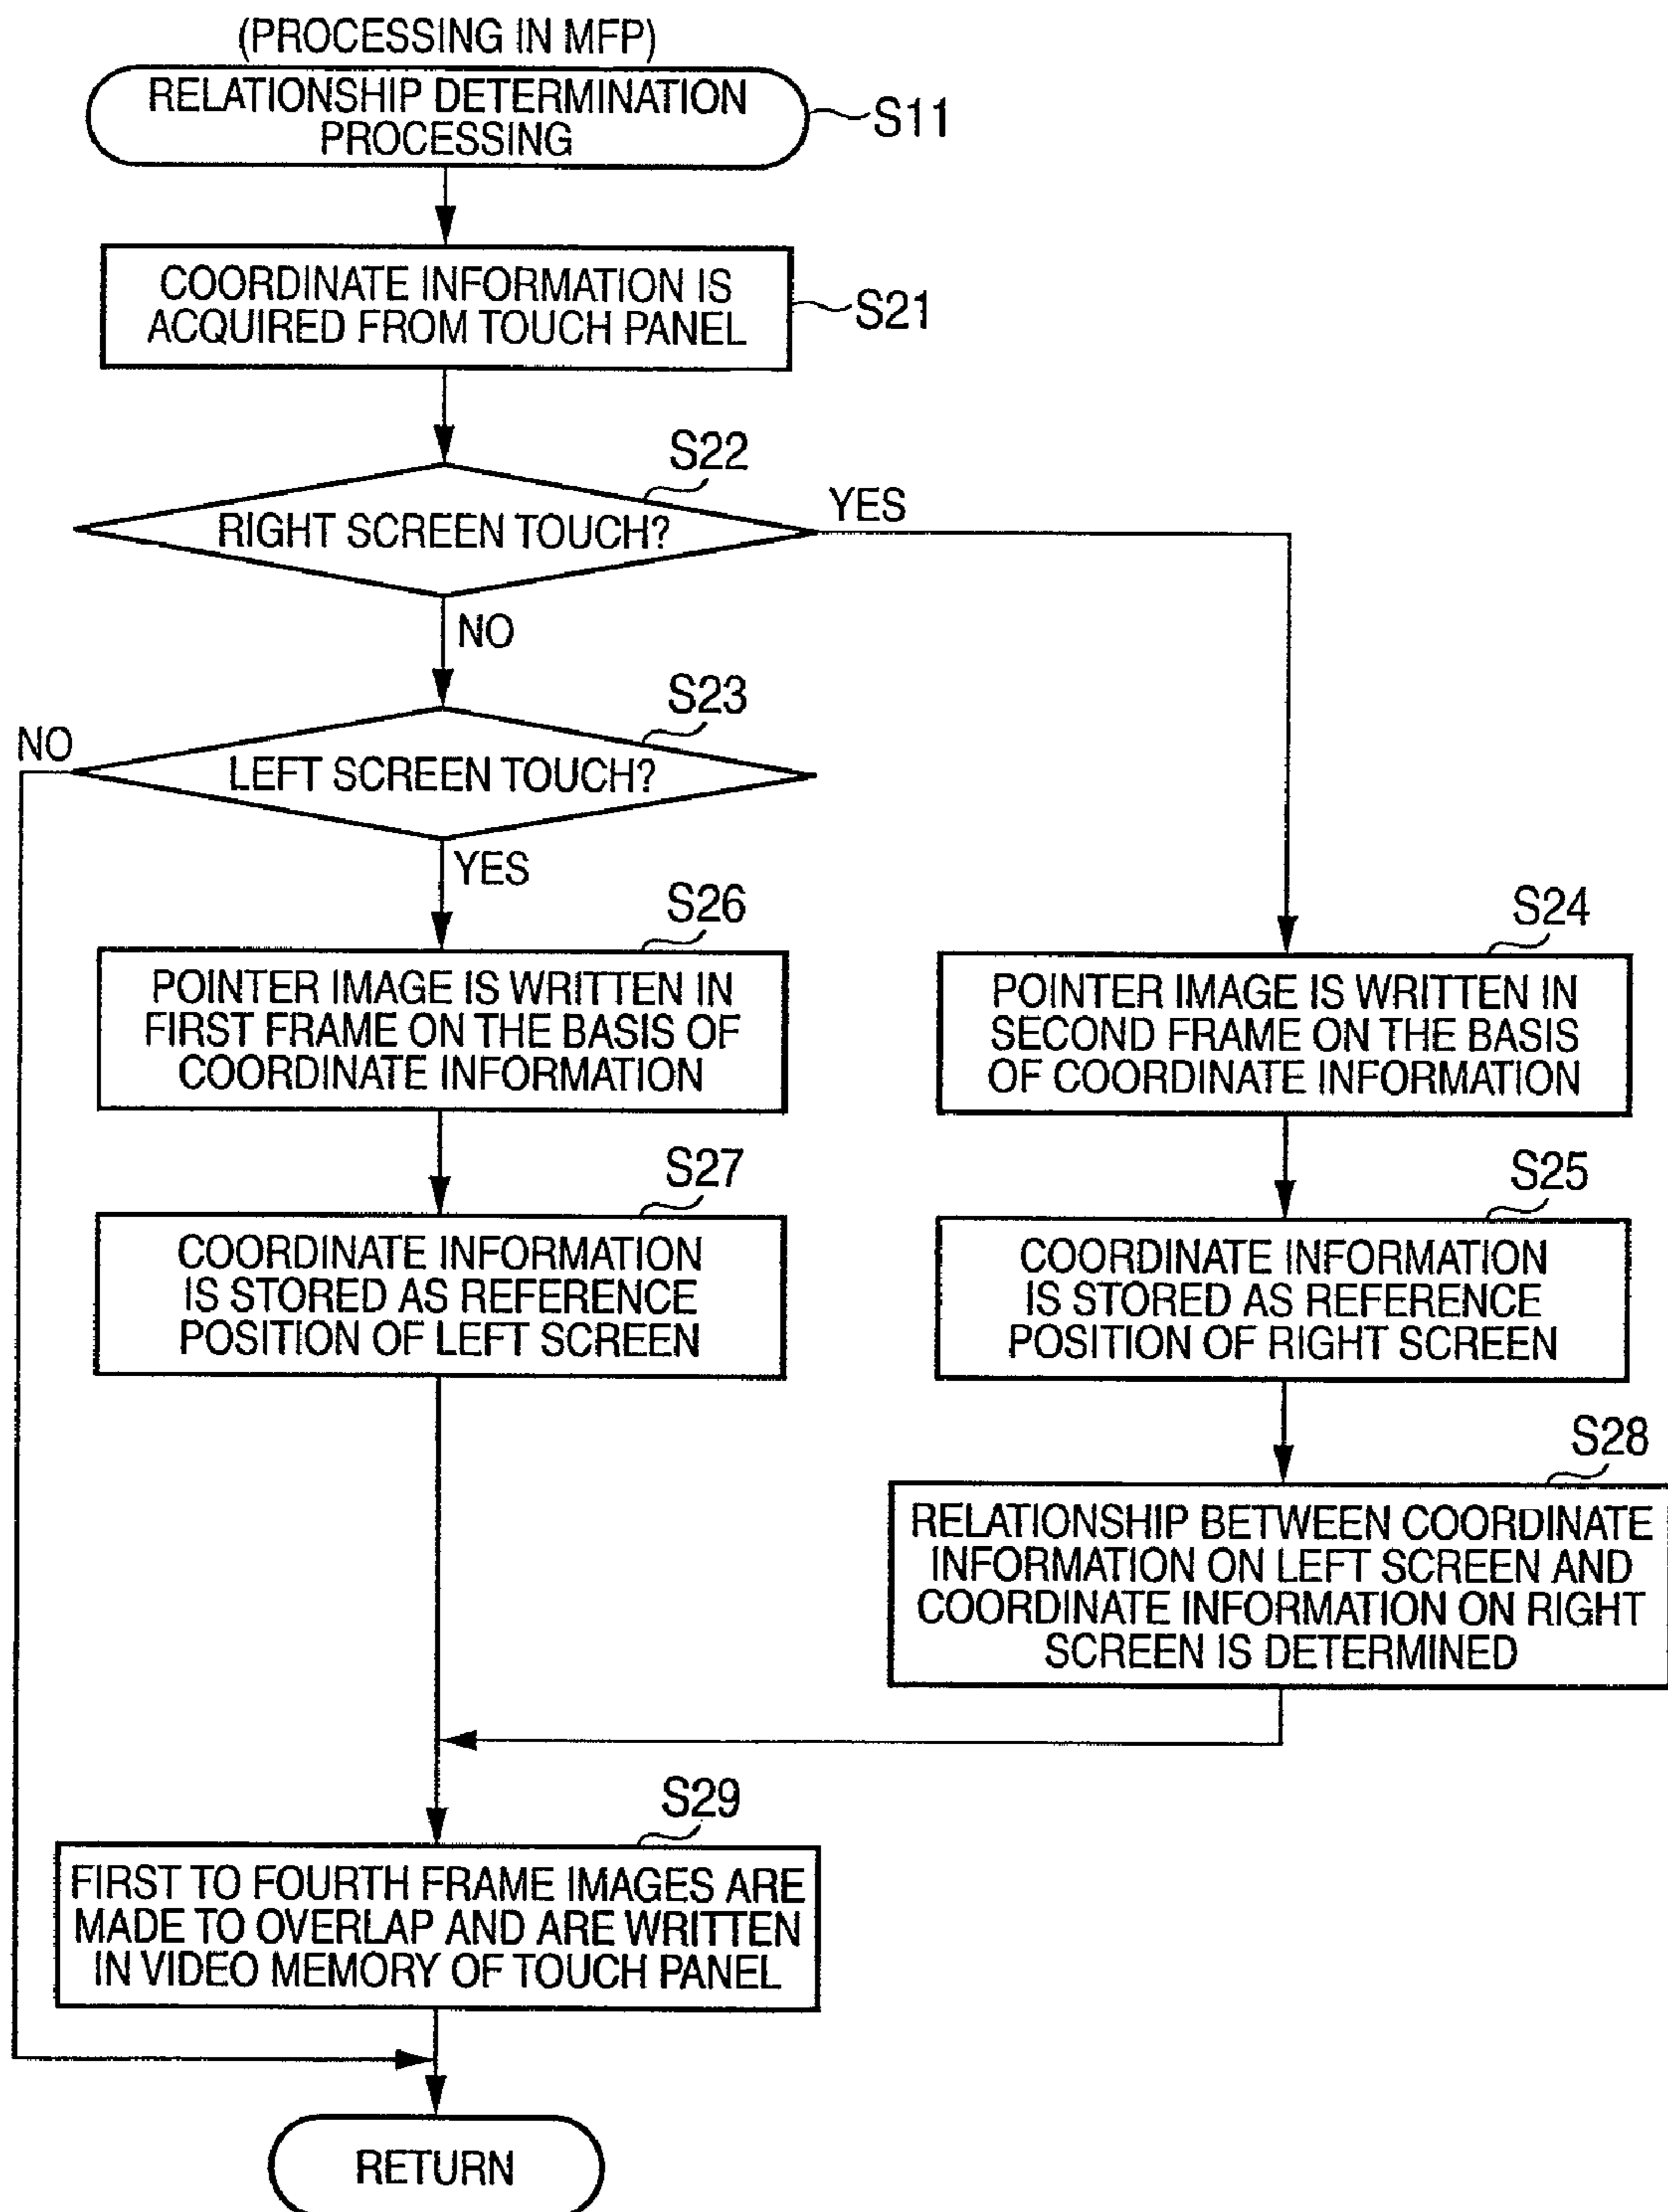 (PROCESSING IN MFP)
RELATIONSHIP DETERMINATION
PROCESSING
S11
COORDINATE INFORMATION IS
ACQUIRED FROM TOUCH PANEL
S21
S22
RIGHT SCREEN TOUCH?
YES
NO
S23
NO
LEFT SCREEN TOUCH?
YES
S26
POINTER IMAGE IS WRITTEN IN
FIRST FRAME ON THE BASIS OF
COORDINATE INFORMATION
S24
POINTER IMAGE IS WRITTEN IN
SECOND FRAME ON THE BASIS
OF COORDINATE INFORMATION
S27
COORDINATE INFORMATION
IS STORED AS REFERENCE
POSITION OF LEFT SCREEN
S25
COORDINATE INFORMATION
IS STORED AS REFERENCE
POSITION OF RIGHT SCREEN
S28
RELATIONSHIP BETWEEN COORDINATE
INFORMATION ON LEFT SCREEN AND
COORDINATE INFORMATION ON RIGHT
SCREEN IS DETERMINED
S29
FIRST TO FOURTH FRAME IMAGES ARE
MADE TO OVERLAP AND ARE WRITTEN
IN VIDEO MEMORY OF TOUCH PANEL
RETURN